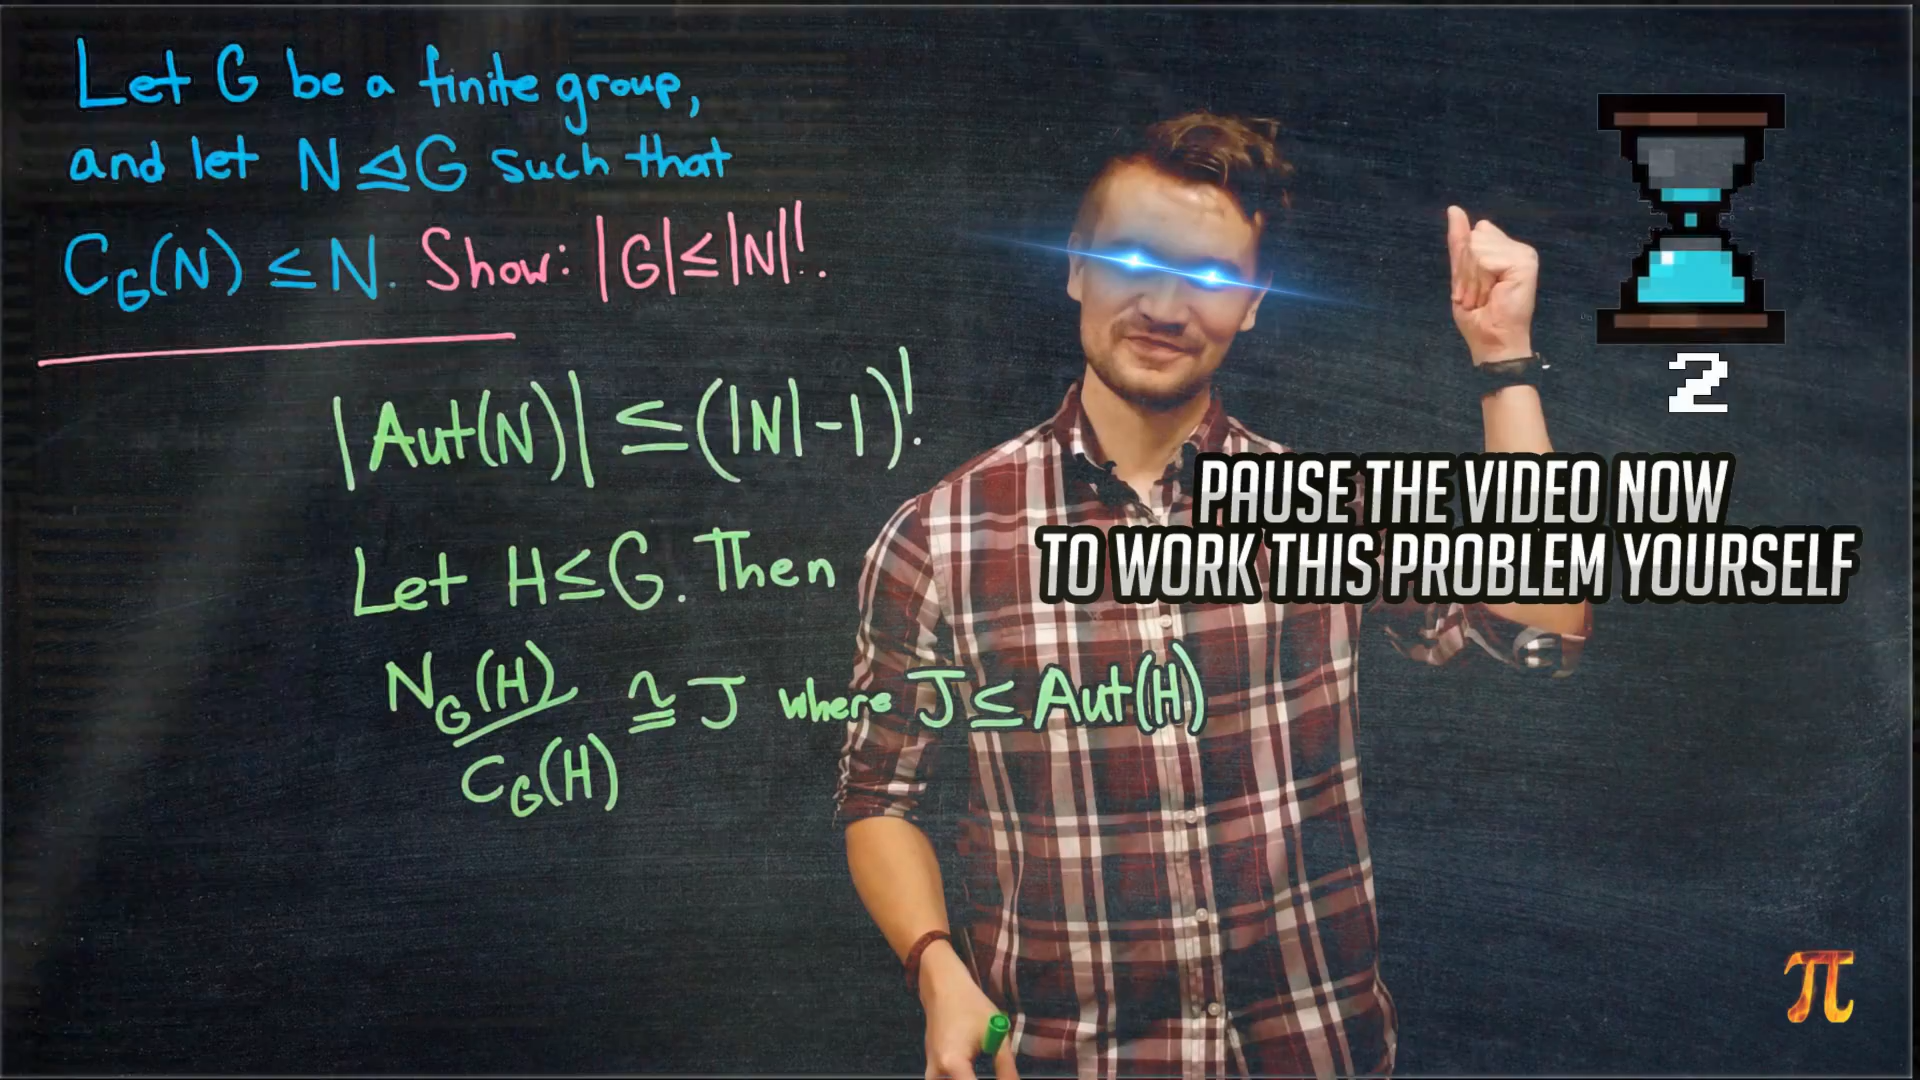 Let G be a finite group,
and let N ⊴ G such that
C_G(N) ≤ N. Show: |G| ≤ |N|!.
|Aut(N)| ≤ (|N|-1)!
Let H ≤ G. Then
N_G(H)/C_G(H) ≅ J where J ≤ Aut(H)
2
PAUSE THE VIDEO NOW
TO WORK THIS PROBLEM YOURSELF
π